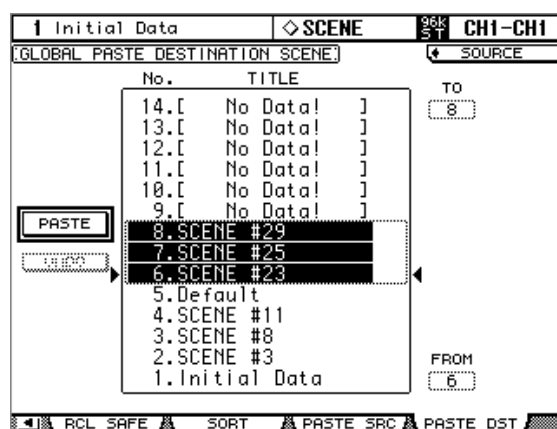 1 Initial Data ◇SCENE 96K ST CH1-CH1
GLOBAL PASTE DESTINATION SCENE
SOURCE
No. TITLE
TO
8
14.[ No Data! ]
13.[ No Data! ]
12.[ No Data! ]
11.[ No Data! ]
10.[ No Data! ]
9.[ No Data! ]
8.SCENE #29
7.SCENE #25
6.SCENE #23
5.Default
4.SCENE #11
3.SCENE #8
2.SCENE #3
1.Initial Data
PASTE
UNDO
FROM
6
RCL SAFE SORT PASTE SRC PASTE DST